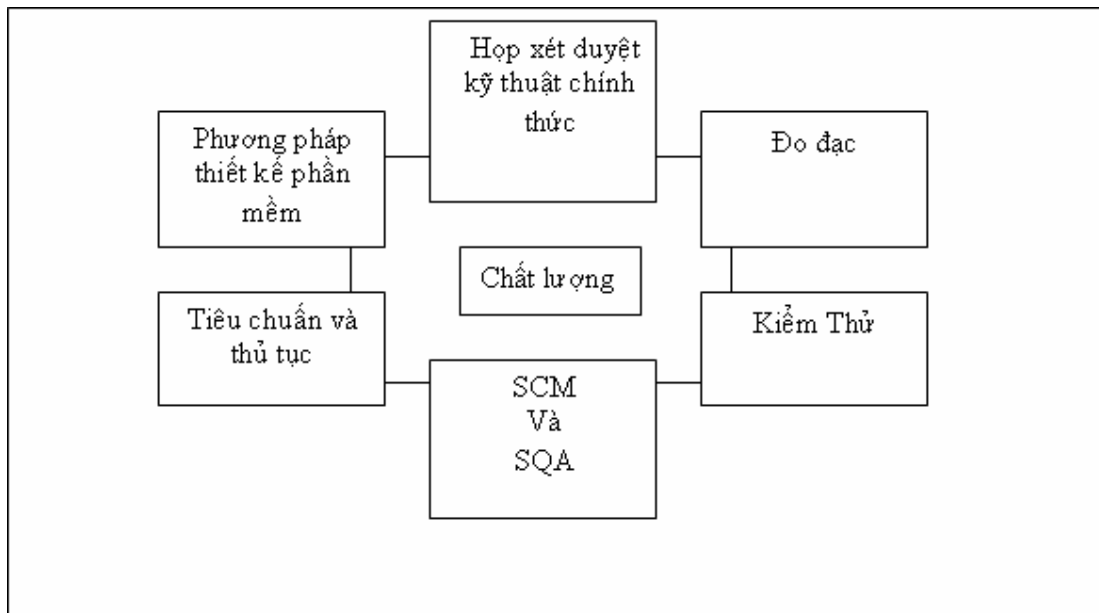 Họp xét duyệt
kỹ thuật chính
thức
Phương pháp
thiết kế phần
mềm
Đo đạc
Chất lượng
Tiêu chuẩn và
thủ tục
Kiểm Thử
SCM
Và
SQA